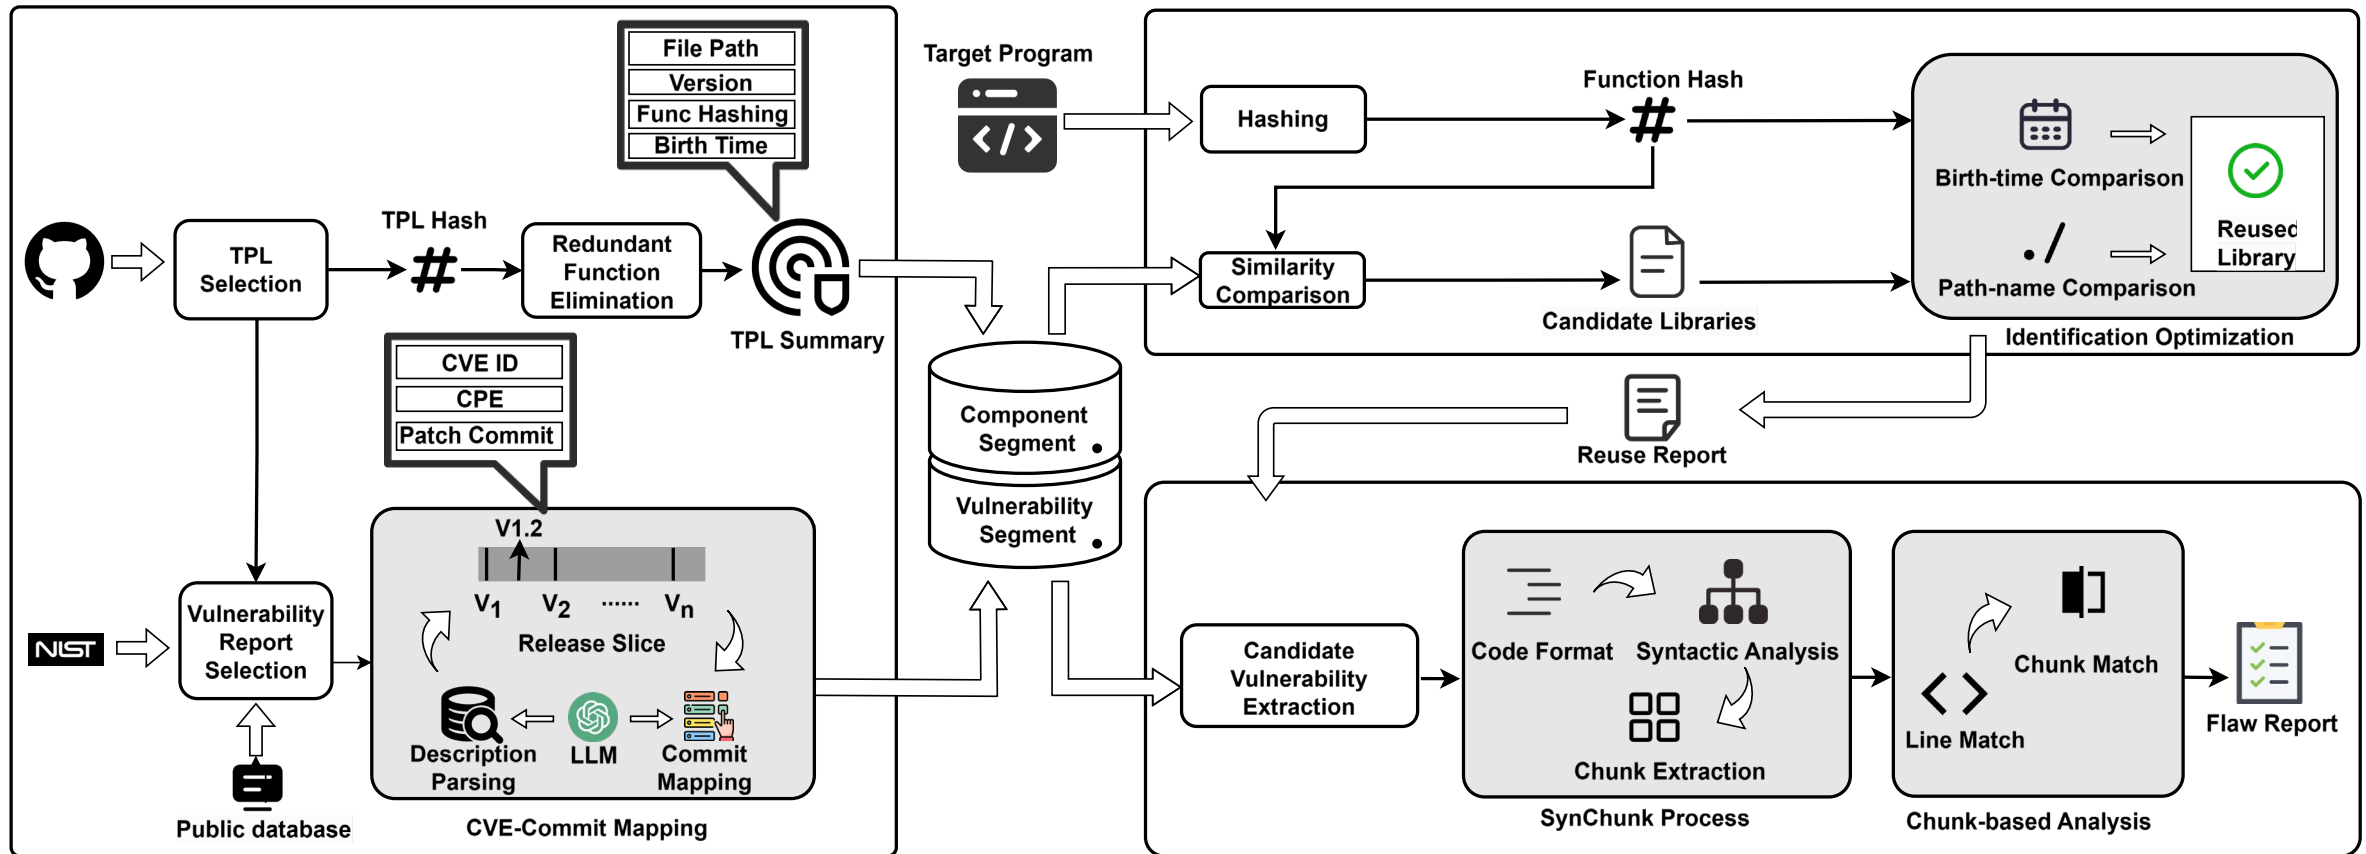 File Path
Version
Func Hashing
Birth Time
TPL
Selection
TPL Hash
#
Redundant
Function
Elimination
TPL Summary
CVE ID
CPE
Patch Commit
NIST
Vulnerability
Report
Selection
Public database
V1.2
V1 V2 ...... Vn
Release Slice
Description
Parsing
LLM
Commit
Mapping
CVE-Commit Mapping
Target Program
</>
Component
Segment
Vulnerability
Segment
Hashing
Function Hash
#
Similarity
Comparison
Candidate Libraries
Birth-time Comparison
./
Path-name Comparison
Reused
Library
Identification Optimization
Reuse Report
Candidate
Vulnerability
Extraction
Code Format
Syntactic Analysis
Chunk Extraction
SynChunk Process
Line Match
Chunk Match
Chunk-based Analysis
Flaw Report